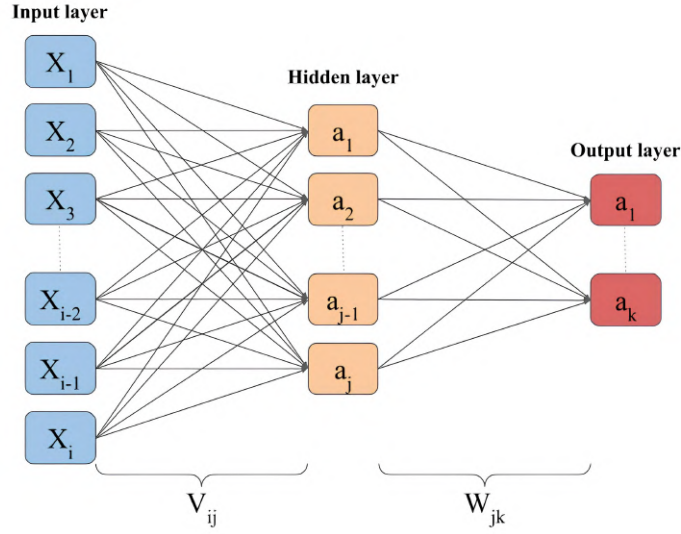 Input layer
X1
X2
X3
Xi-2
Xi-1
Xi
Hidden layer
a1
a2
aj-1
aj
Output layer
a1
ak
Vij
Wjk